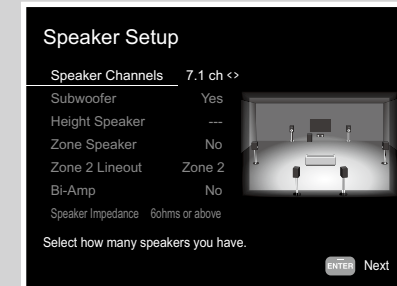 Speaker Setup
Speaker Channels 7.1 ch <>
Subwoofer Yes
Height Speaker ---
Zone Speaker No
Zone 2 Lineout Zone 2
Bi-Amp No
Speaker Impedance 6ohms or above
Select how many speakers you have.
ENTER Next